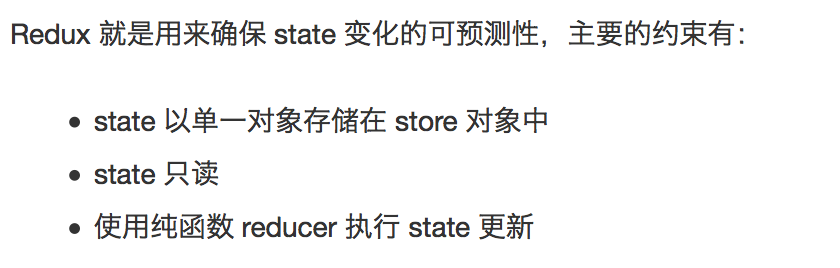 Redux 就是用来确保 state 变化的可预测性，主要的约束有：
• state 以单一对象存储在 store 对象中
• state 只读
• 使用纯函数 reducer 执行 state 更新